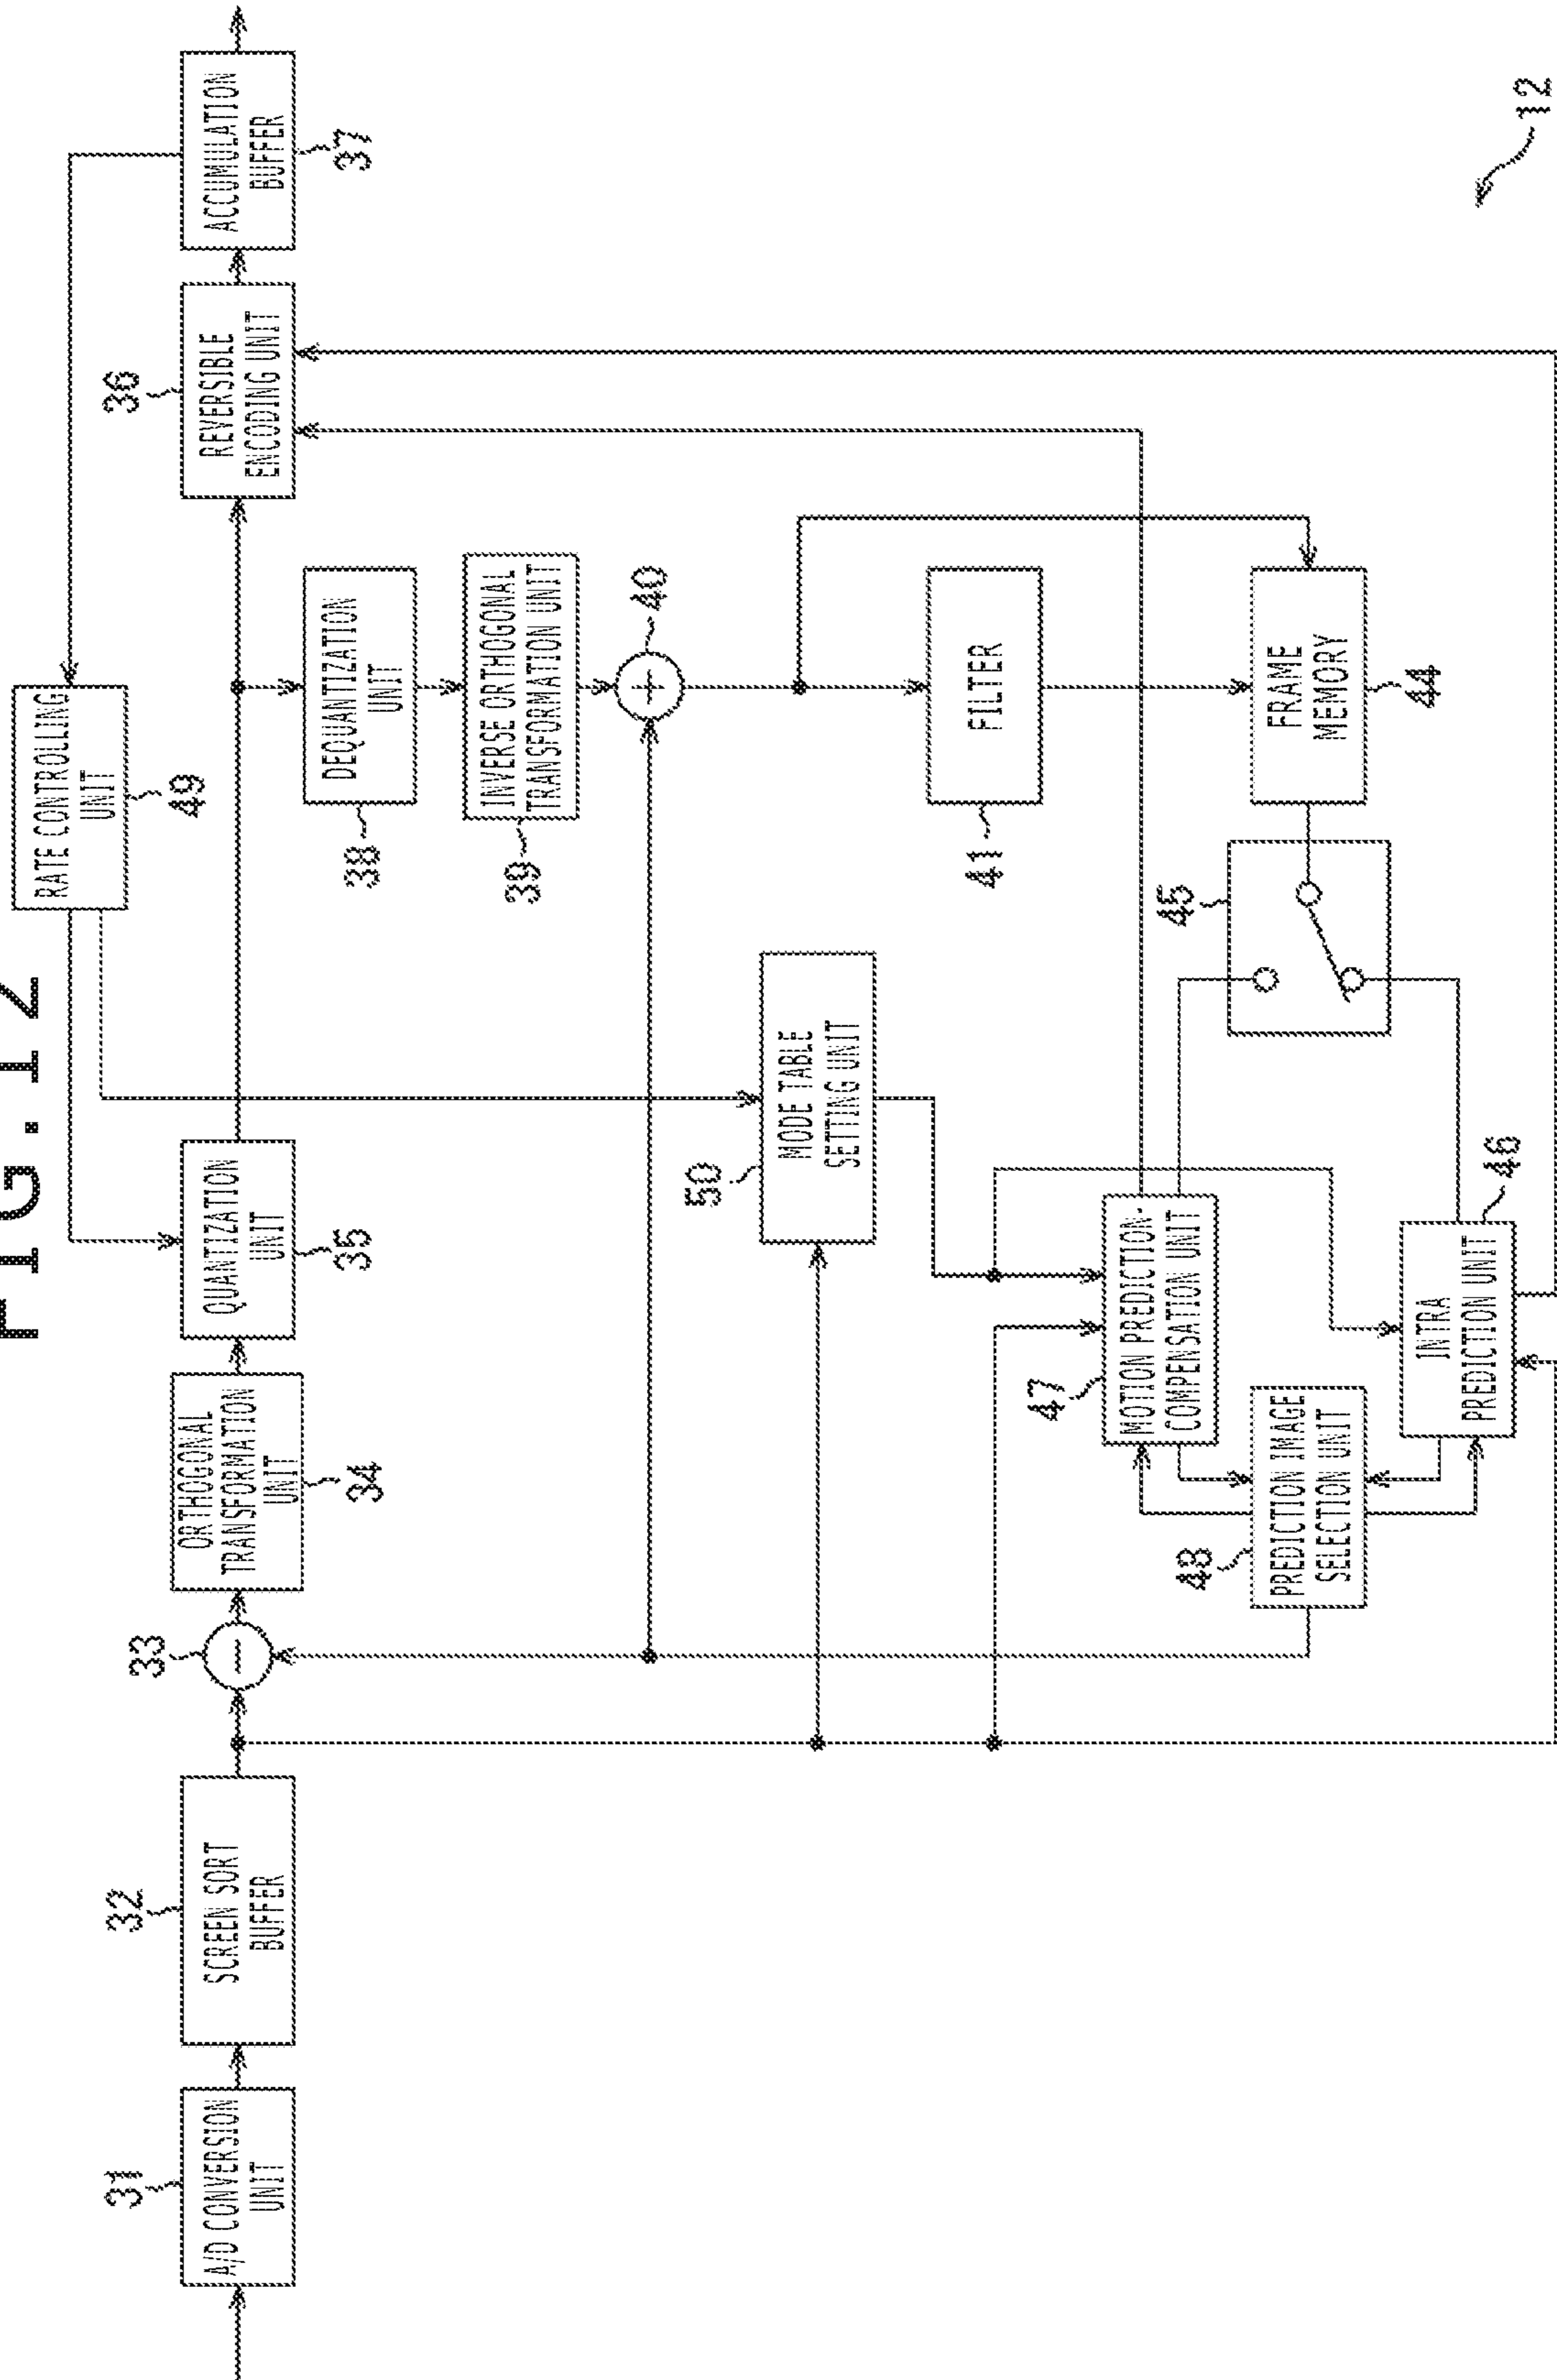 FIG. 12
RATE CONTROLLING
UNIT
49
31
A/D CONVERSION
UNIT
32
SCREEN SORT
BUFFER
33
ORTHOGONAL
TRANSFORMATION
UNIT
34
QUANTIZATION
UNIT
35
36
REVERSIBLE
ENCODING UNIT
ACCUMULATION
BUFFER
37
DEQUANTIZATION
UNIT
38
INVERSE ORTHOGONAL
TRANSFORMATION UNIT
39
40
50
MODE TABLE
SETTING UNIT
FILTER
41
47
MOTION PREDICTION·
COMPENSATION UNIT
45
FRAME
MEMORY
44
48
PREDICTION IMAGE
SELECTION UNIT
INTRA
PREDICTION UNIT
46
12